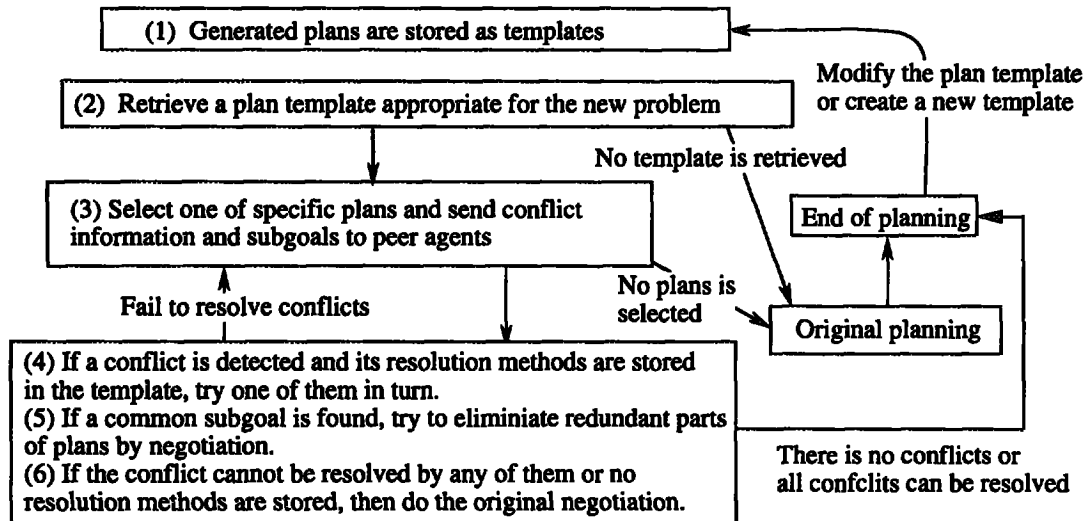 (1) Generated plans are stored as templates
Modify the plan template
or create a new template
(2) Retrieve a plan template appropriate for the new problem
No template is retrieved
(3) Select one of specific plans and send conflict
information and subgoals to peer agents
End of planning
No plans is
selected
Fail to resolve conflicts
Original planning
(4) If a conflict is detected and its resolution methods are stored
in the template, try one of them in turn.
(5) If a common subgoal is found, try to eliminiate redundant parts
of plans by negotiation.
(6) If the conflict cannot be resolved by any of them or no
resolution methods are stored, then do the original negotiation.
There is no conflicts or
all confclits can be resolved